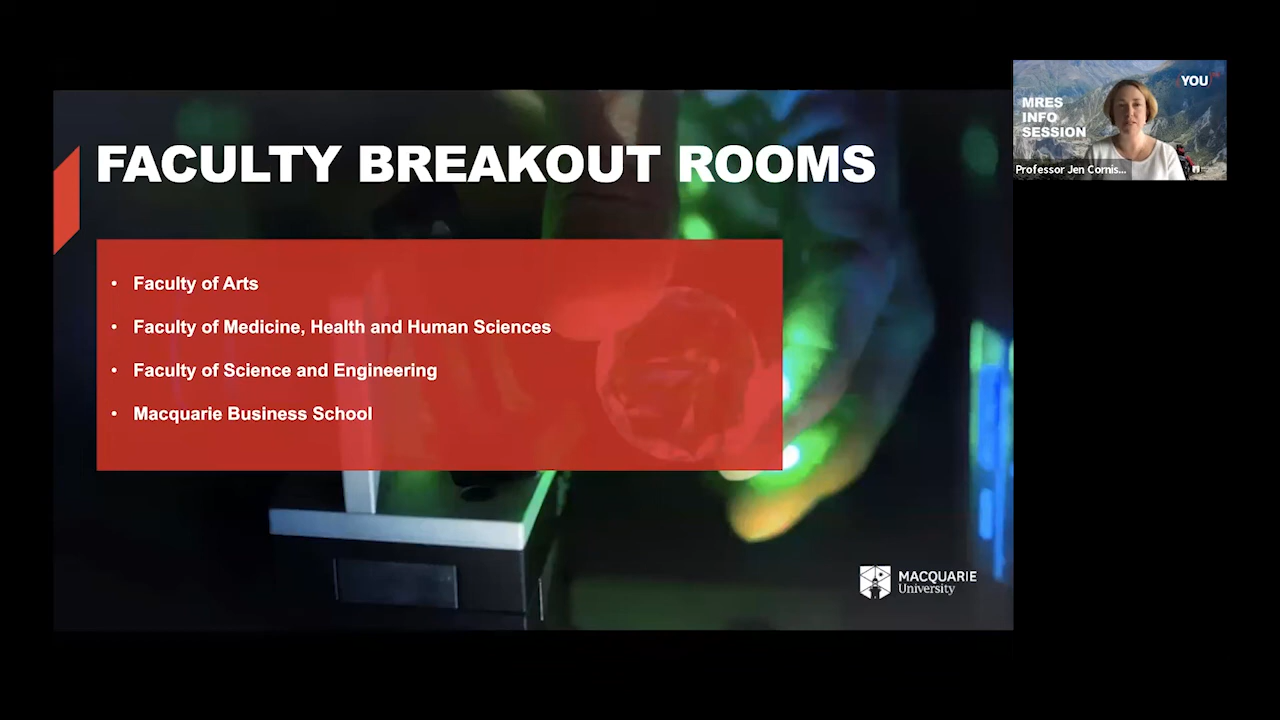 FACULTY BREAKOUT ROOMS
• Faculty of Arts
• Faculty of Medicine, Health and Human Sciences
• Faculty of Science and Engineering
• Macquarie Business School
MACQUARIE
University
YOU
MRES
INFO
SESSION
Professor Jen Cornis...